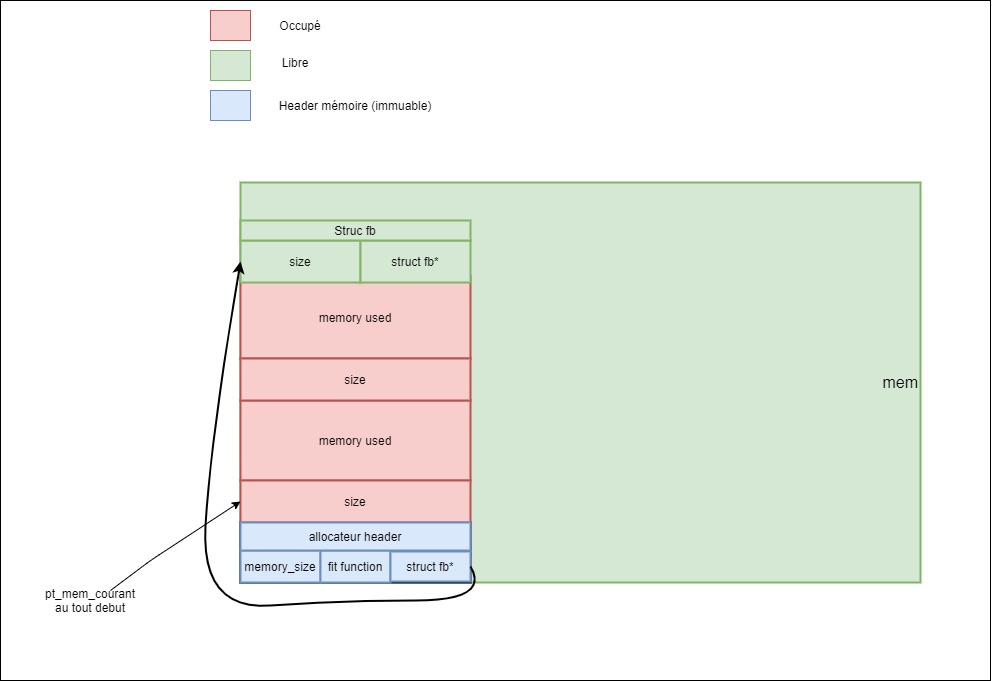 Occupé
Libre
Header mémoire (immuable)
Struc fb
size
struct fb*
memory used
size
mem
memory used
size
allocateur header
memory_size
fit function
struct fb*
pt_mem_courant
au tout debut